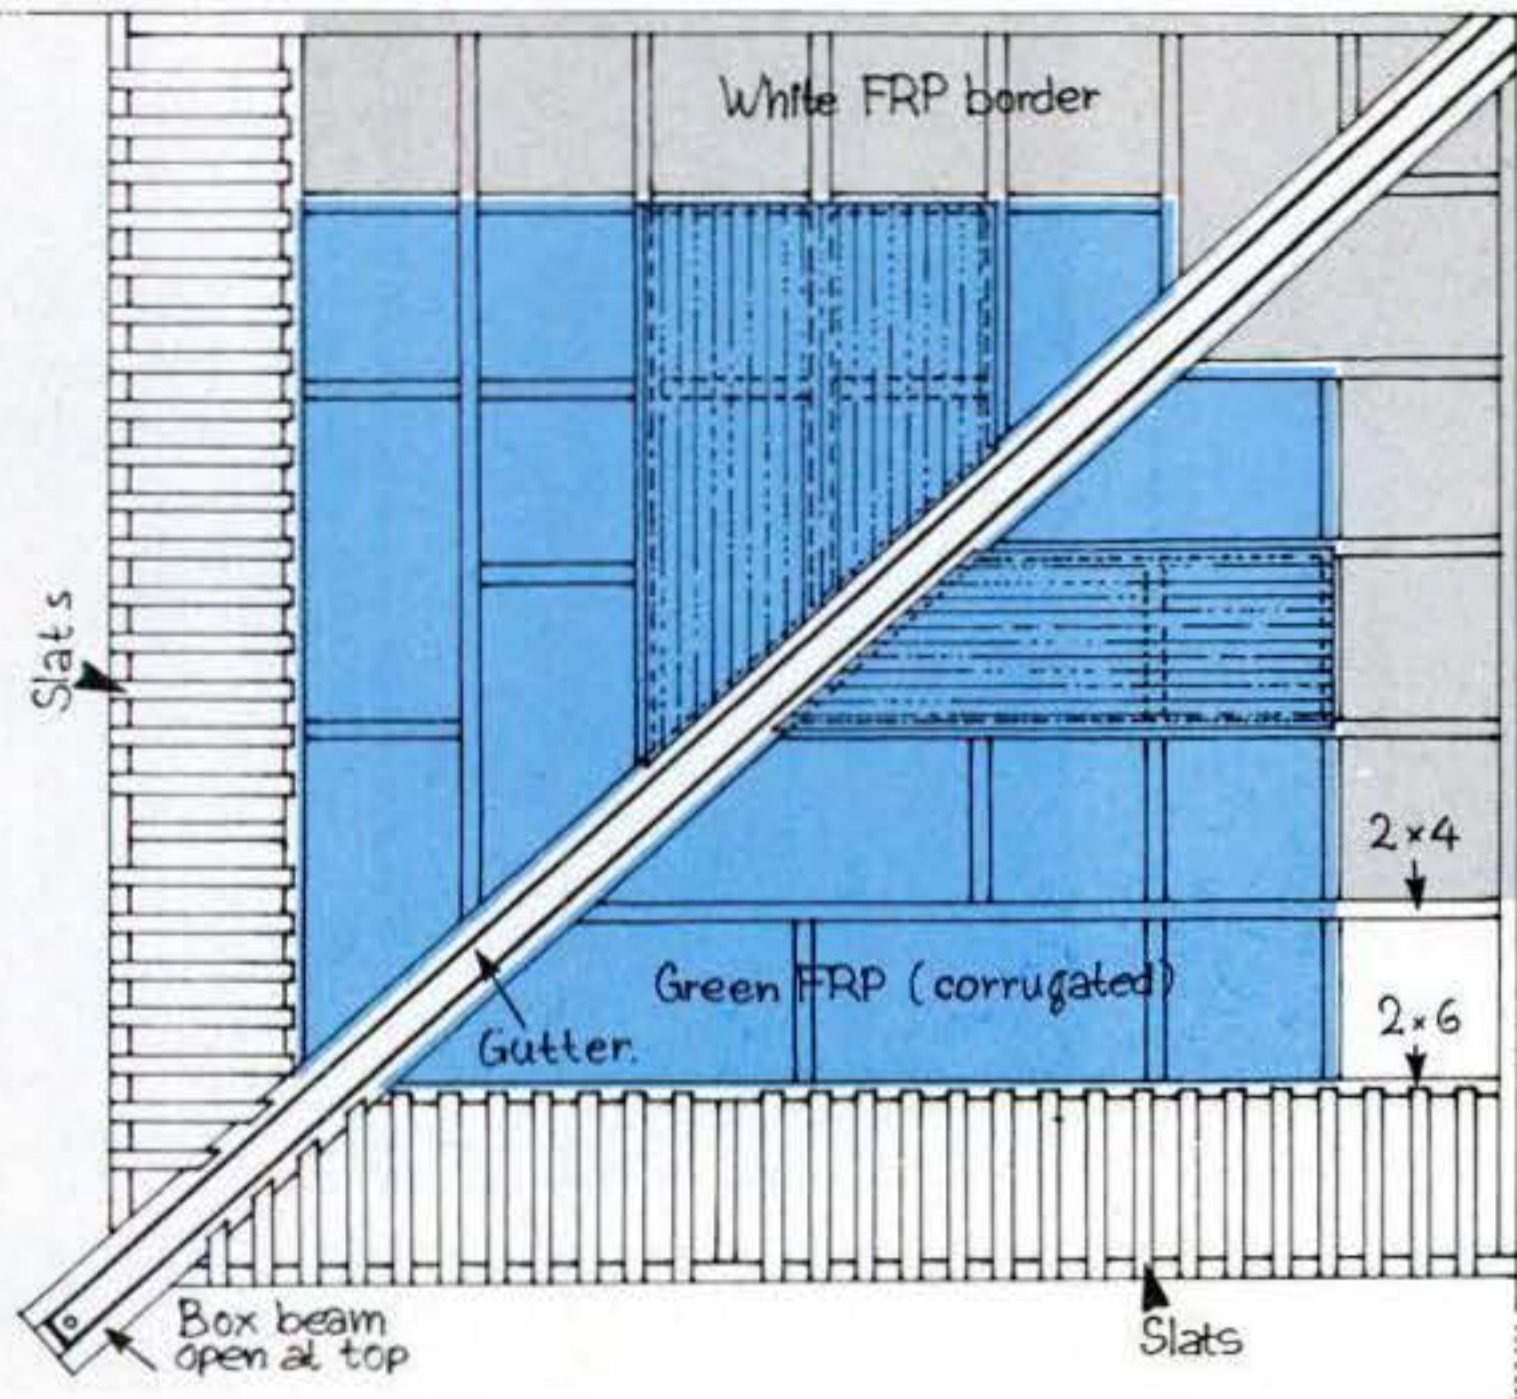 White FRP border
Slats
2×4
Green FRP (corrugated)
2×6
Gutter.
Box beam
open at top
Slats